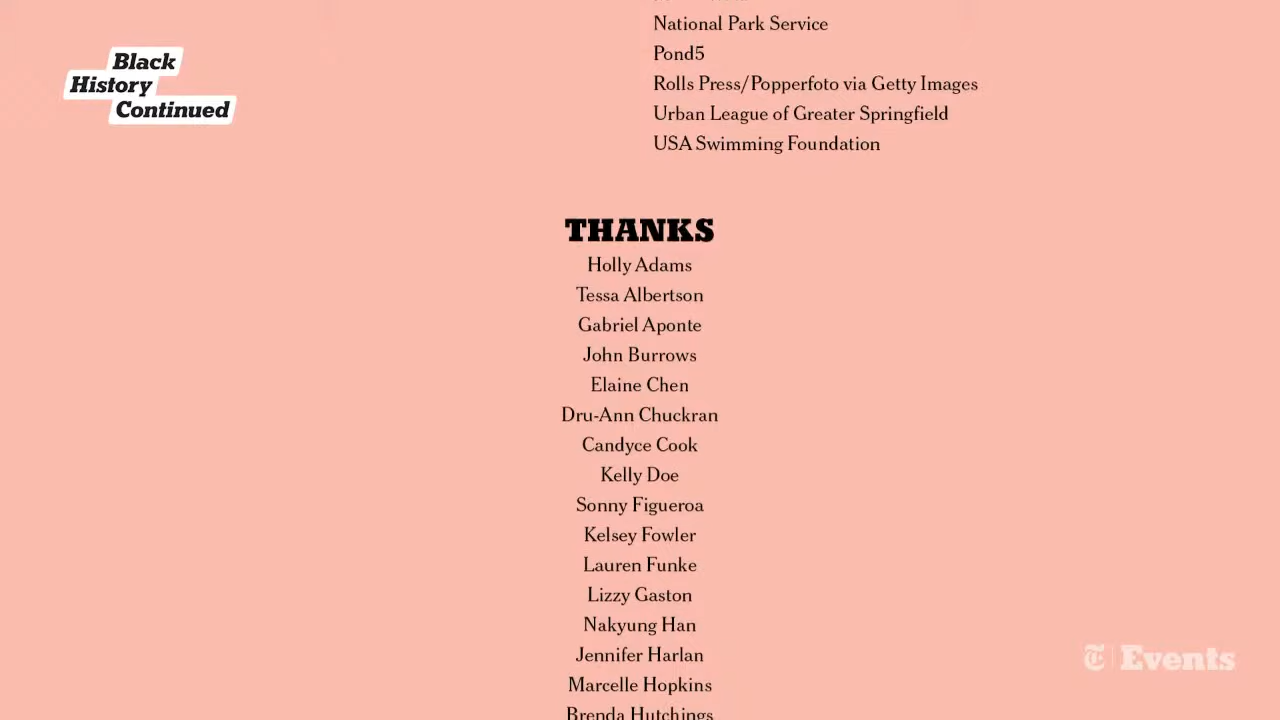 Black
History
Continued
National Park Service
Pond5
Rolls Press/Popperfoto via Getty Images
Urban League of Greater Springfield
USA Swimming Foundation
THANKS
Holly Adams
Tessa Albertson
Gabriel Aponte
John Burrows
Elaine Chen
Dru-Ann Chuckran
Candyce Cook
Kelly Doe
Sonny Figueroa
Kelsey Fowler
Lauren Funke
Lizzy Gaston
Nakyung Han
Jennifer Harlan
Marcelle Hopkins
Brenda Hutchings
T Events